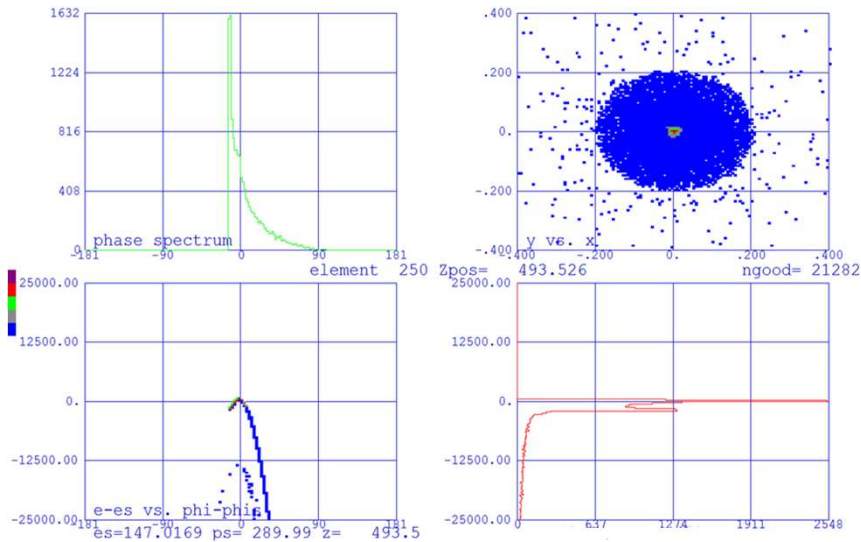 1632
1224
816
408
0
phase spectrum
-181 -90 0 91 181
.400
.200
0.
-.200
-.400
y vs. x
-.400 -.200 0. .200 .400
element 250 Zpos= 493.526 ngood= 21282
25000.00
12500.00
0.
-12500.00
-25000.00
e-es vs. phi-phis
-181 -90 0 91 181
es=147.0169 ps= 289.99 z= 493.5
25000.00
12500.00
0.
-12500.00
-25000.00
0 637 1274 1911 2548